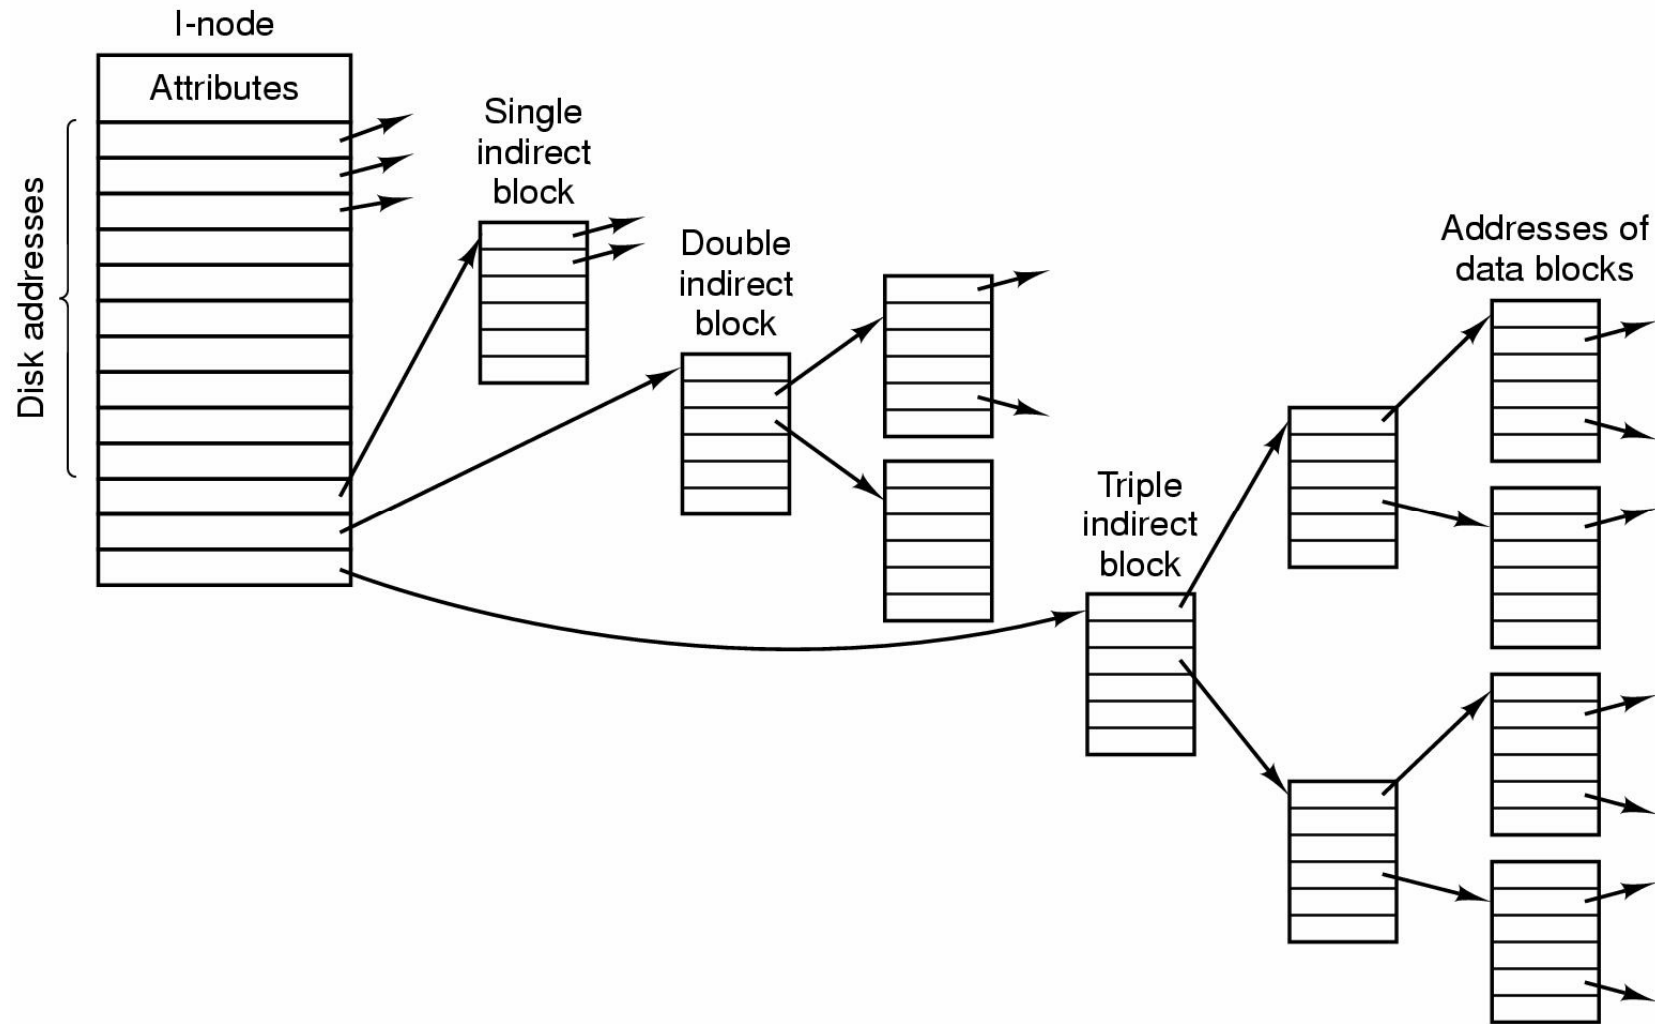 I-node
Attributes
Disk addresses
Single
indirect
block
Double
indirect
block
Triple
indirect
block
Addresses of
data blocks